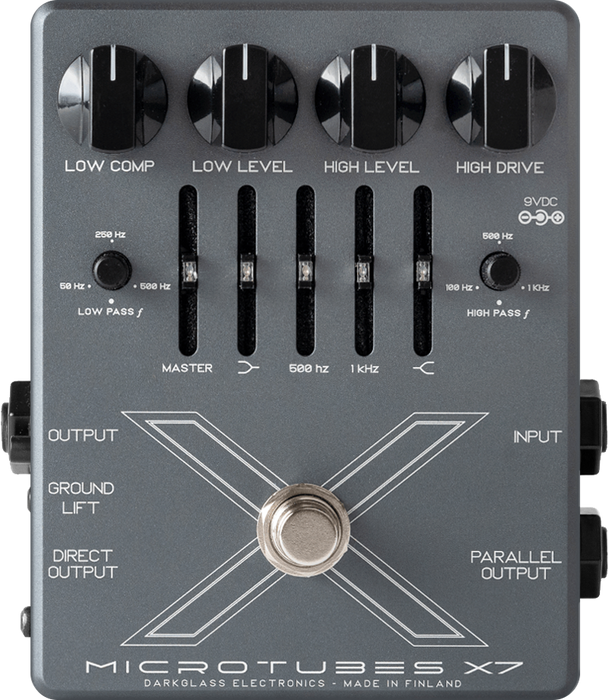 LOW COMP LOW LEVEL HIGH LEVEL HIGH DRIVE
9VDC
250 Hz
50 Hz 500 Hz
LOW PASS f
500 Hz
100 Hz 1 KHz
HIGH PASS f
MASTER 500 hz 1 kHz
OUTPUT
INPUT
GROUND
LIFT
DIRECT
OUTPUT
PARALLEL
OUTPUT
MICROTUBES X7
DARKGLASS ELECTRONICS - MADE IN FINLAND